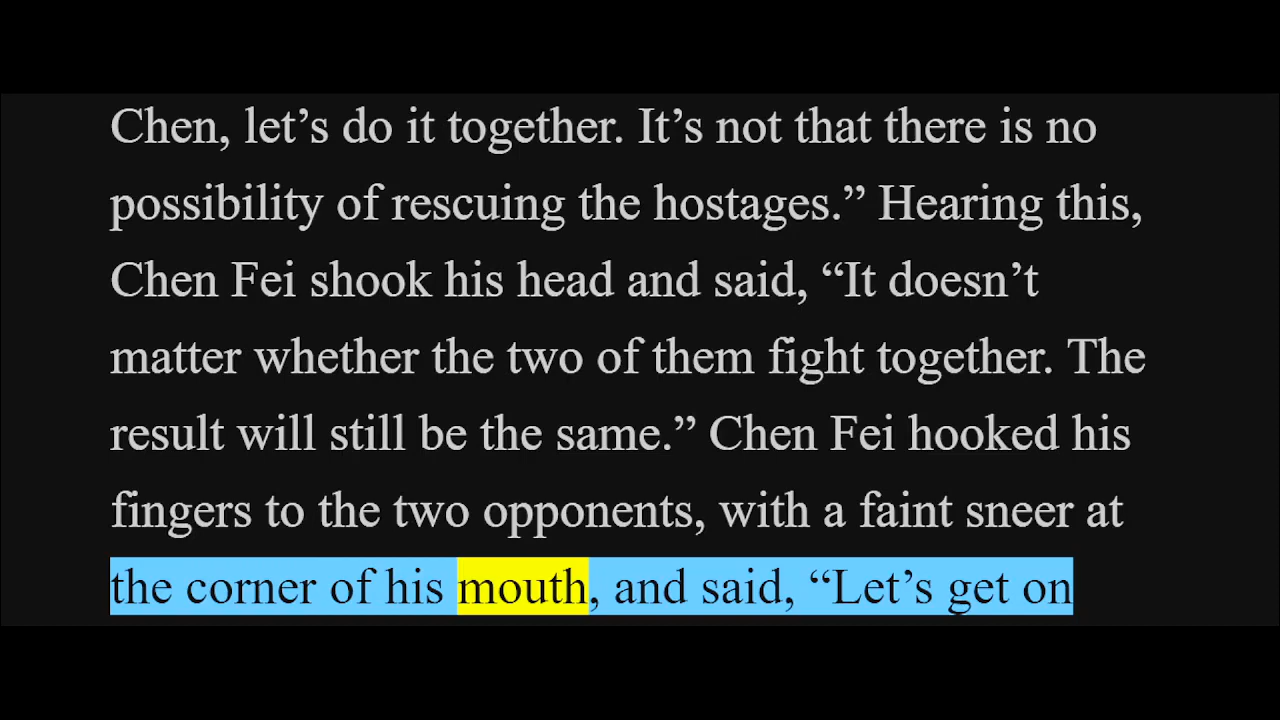 Chen, let’s do it together. It’s not that there is no
possibility of rescuing the hostages.” Hearing this,
Chen Fei shook his head and said, “It doesn’t
matter whether the two of them fight together. The
result will still be the same.” Chen Fei hooked his
fingers to the two opponents, with a faint sneer at
the corner of his mouth, and said, “Let’s get on